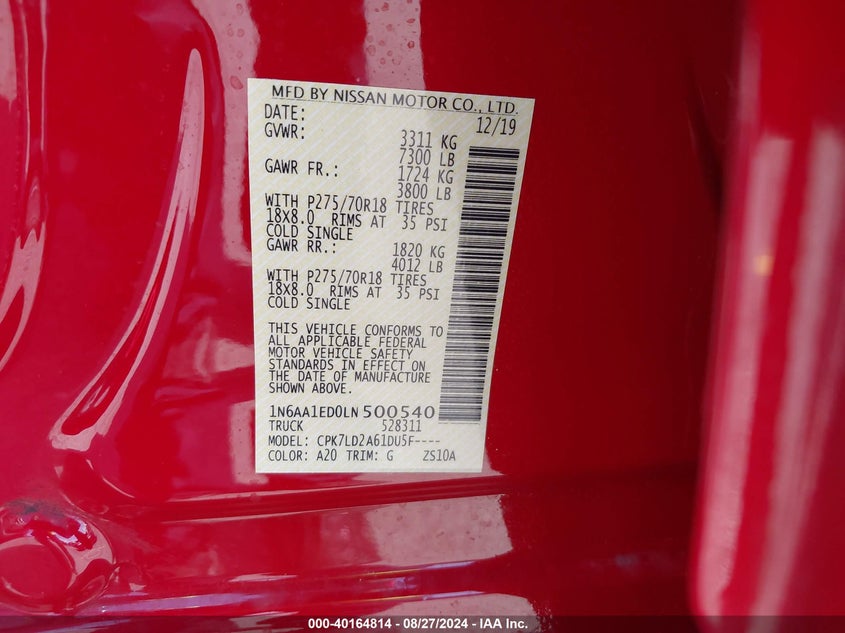 MFD BY NISSAN MOTOR CO., LTD.
DATE: 12/19
GVWR: 3311 KG
7300 LB
GAWR FR.: 1724 KG
3800 LB
WITH P275/70R18 TIRES
18X8.0 RIMS AT 35 PSI
COLD SINGLE
GAWR RR.: 1820 KG
4012 LB
WITH P275/70R18 TIRES
18X8.0 RIMS AT 35 PSI
COLD SINGLE
THIS VEHICLE CONFORMS TO
ALL APPLICABLE FEDERAL
MOTOR VEHICLE SAFETY
STANDARDS IN EFFECT ON
THE DATE OF MANUFACTURE
SHOWN ABOVE.
1N6AA1ED0LN500540
TRUCK 528311
MODEL: CPK7LD2A61DU5F----
COLOR: A20 TRIM: G ZS10A
000-40164814 - 08/27/2024 - IAA Inc.